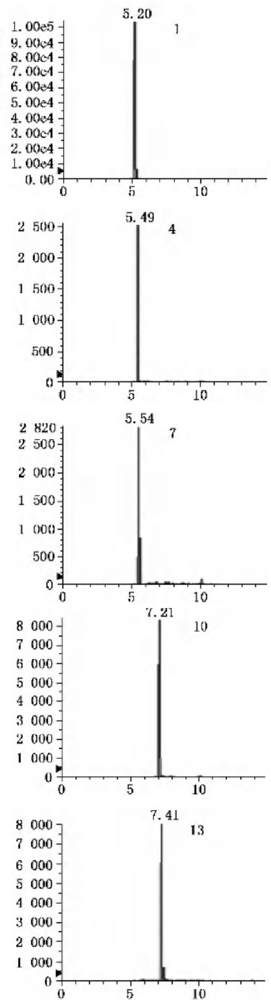 5. 20
1
1. 00e5
9. 00e4
8. 00e4
7. 00e4
6. 00e4
5. 00e4
4. 00e4
3. 00e4
2. 00e4
1. 00e4
0. 00
0 5 10
5. 49
4
2 500
2 000
1 500
1 000
500
0
0 5 10
5. 54
7
2 820
2 500
2 000
1 500
1 000
500
0
0 5 10
7. 21
10
8 000
7 000
6 000
5 000
4 000
3 000
2 000
1 000
0
0 5 10
7. 41
13
8 000
7 000
6 000
5 000
4 000
3 000
2 000
1 000
0
0 5 10